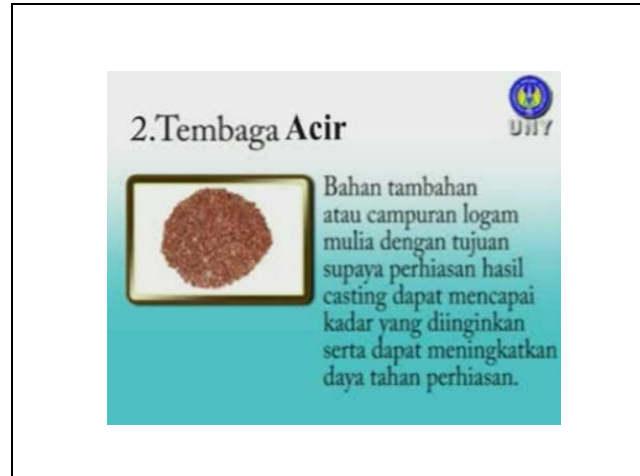 UNY
2.Tembaga Acir
Bahan tambahan
atau campuran logam
mulia dengan tujuan
supaya perhiasan hasil
casting dapat mencapai
kadar yang diinginkan
serta dapat meningkatkan
daya tahan perhiasan.